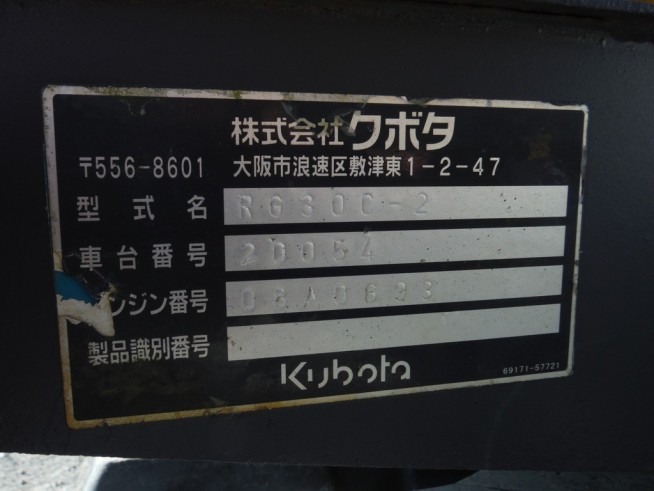 株式会社クボタ
〒556-8601 大阪市浪速区敷津東1-2-47
型式名 RG30C-2
車台番号 20054
ンジン番号
製品識別番号
Kubota
69171-57721